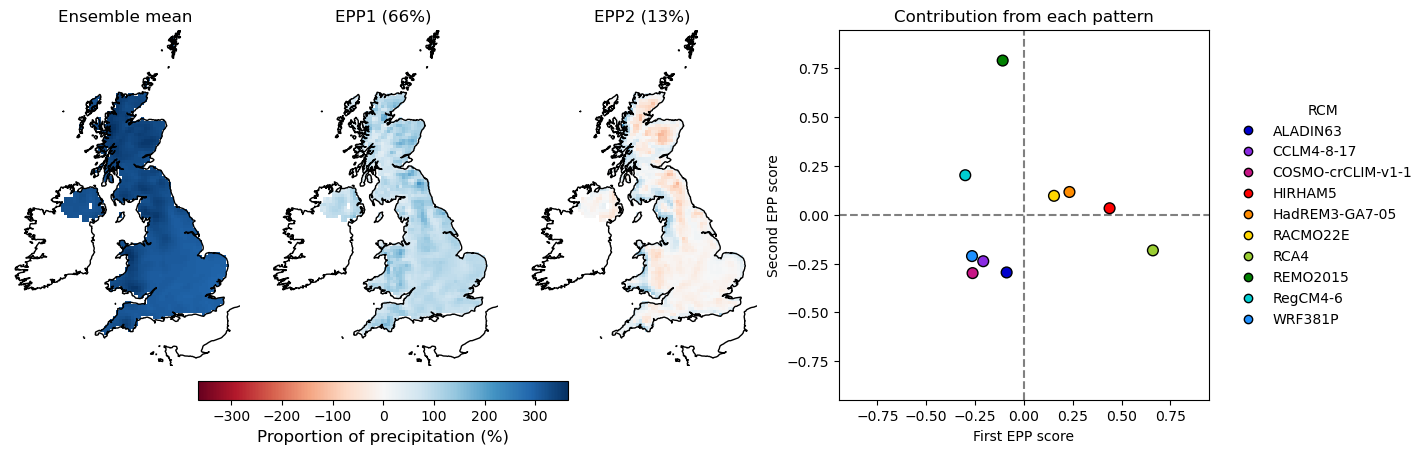 Ensemble mean
EPP1 (66%)
EPP2 (13%)
−300 −200 −100 0 100 200 300
Proportion of precipitation (%)
Contribution from each pattern
Second EPP score
0.75
0.50
0.25
0.00
−0.25
−0.50
−0.75
−0.75 −0.50 −0.25 0.00 0.25 0.50 0.75
First EPP score
RCM
ALADIN63
CCLM4-8-17
COSMO-crCLIM-v1-1
HIRHAM5
HadREM3-GA7-05
RACMO22E
RCA4
REMO2015
RegCM4-6
WRF381P